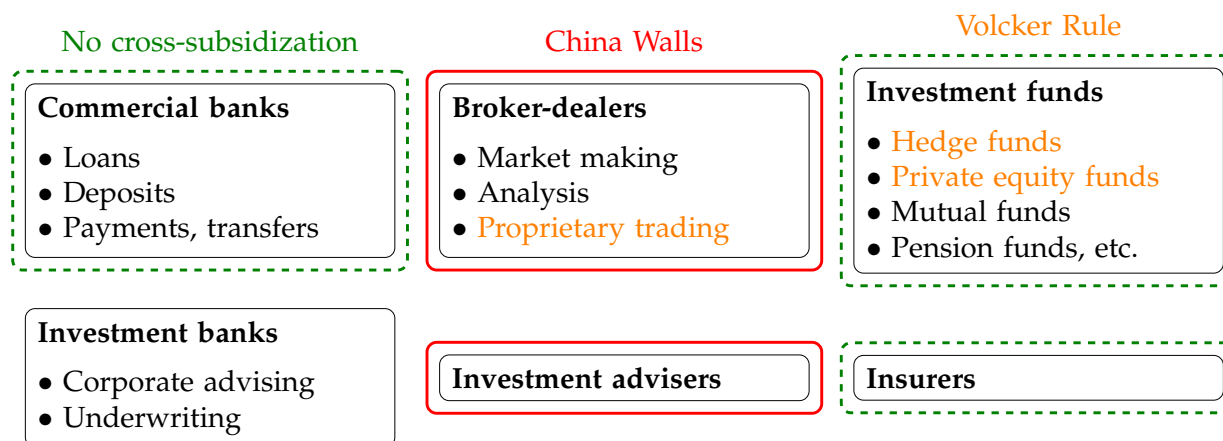 No cross-subsidization
China Walls
Volcker Rule
Commercial banks
• Loans
• Deposits
• Payments, transfers
Broker-dealers
• Market making
• Analysis
• Proprietary trading
Investment funds
• Hedge funds
• Private equity funds
• Mutual funds
• Pension funds, etc.
Investment banks
• Corporate advising
• Underwriting
Investment advisers
Insurers